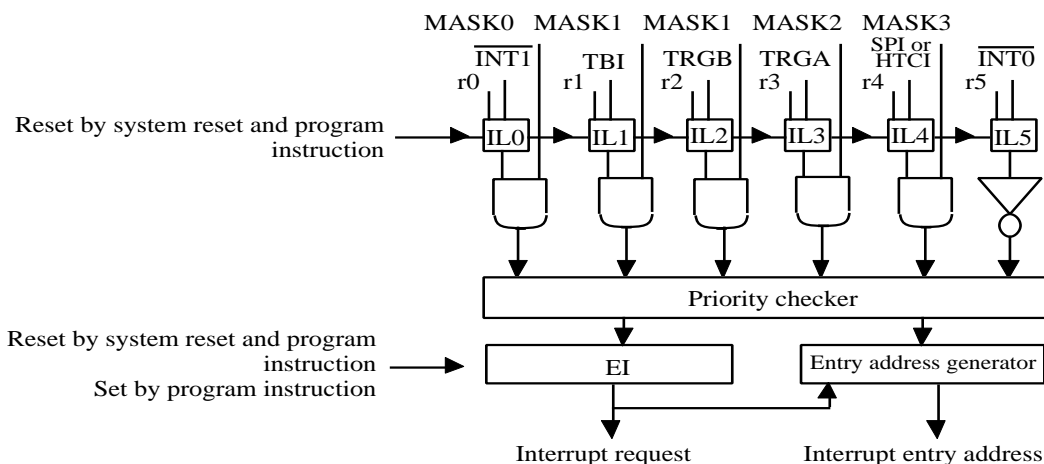 MASK0 MASK1 MASK1 MASK2 MASK3
INT1 TBI TRGB TRGA SPI or
HTCI INT0
r0 r1 r2 r3 r4 r5
Reset by system reset and program
instruction
IL0 IL1 IL2 IL3 IL4 IL5
Priority checker
Reset by system reset and program
instruction
Set by program instruction
EI
Entry address generator
Interrupt request
Interrupt entry address